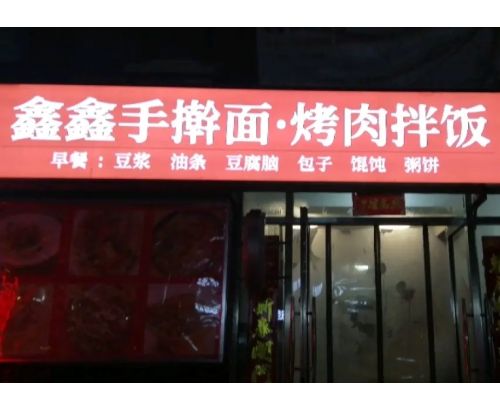 鑫鑫手擀面·烤肉拌饭
早餐：豆浆 油条 豆腐脑 包子 馄饨 粥饼